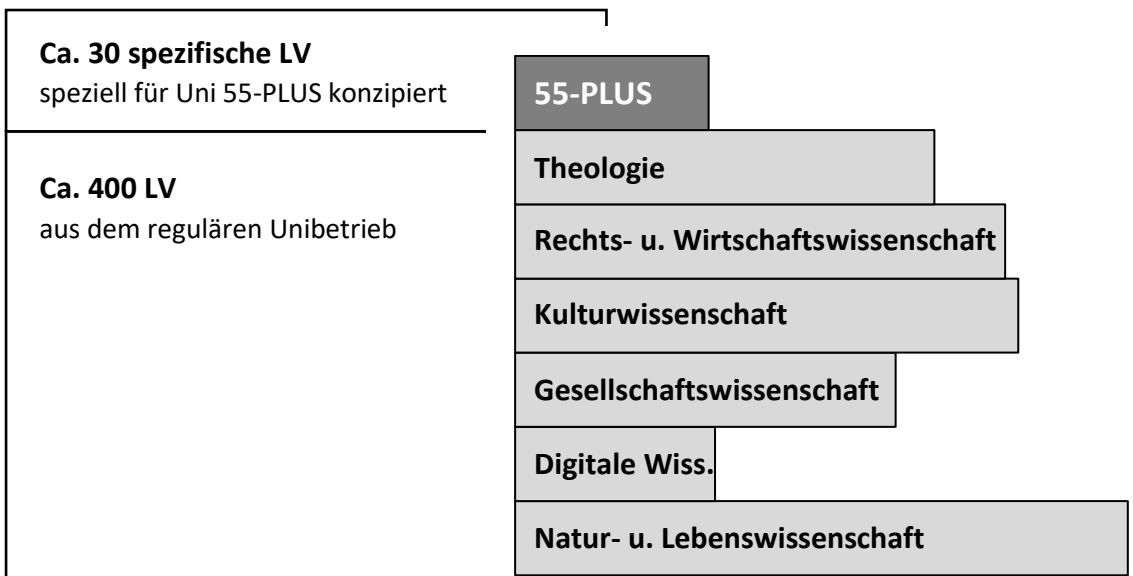 Ca. 30 spezifische LV
speziell für Uni 55-PLUS konzipiert
Ca. 400 LV
aus dem regulären Unibetrieb
55-PLUS
Theologie
Rechts- u. Wirtschaftswissenschaft
Kulturwissenschaft
Gesellschaftswissenschaft
Digitale Wiss.
Natur- u. Lebenswissenschaft